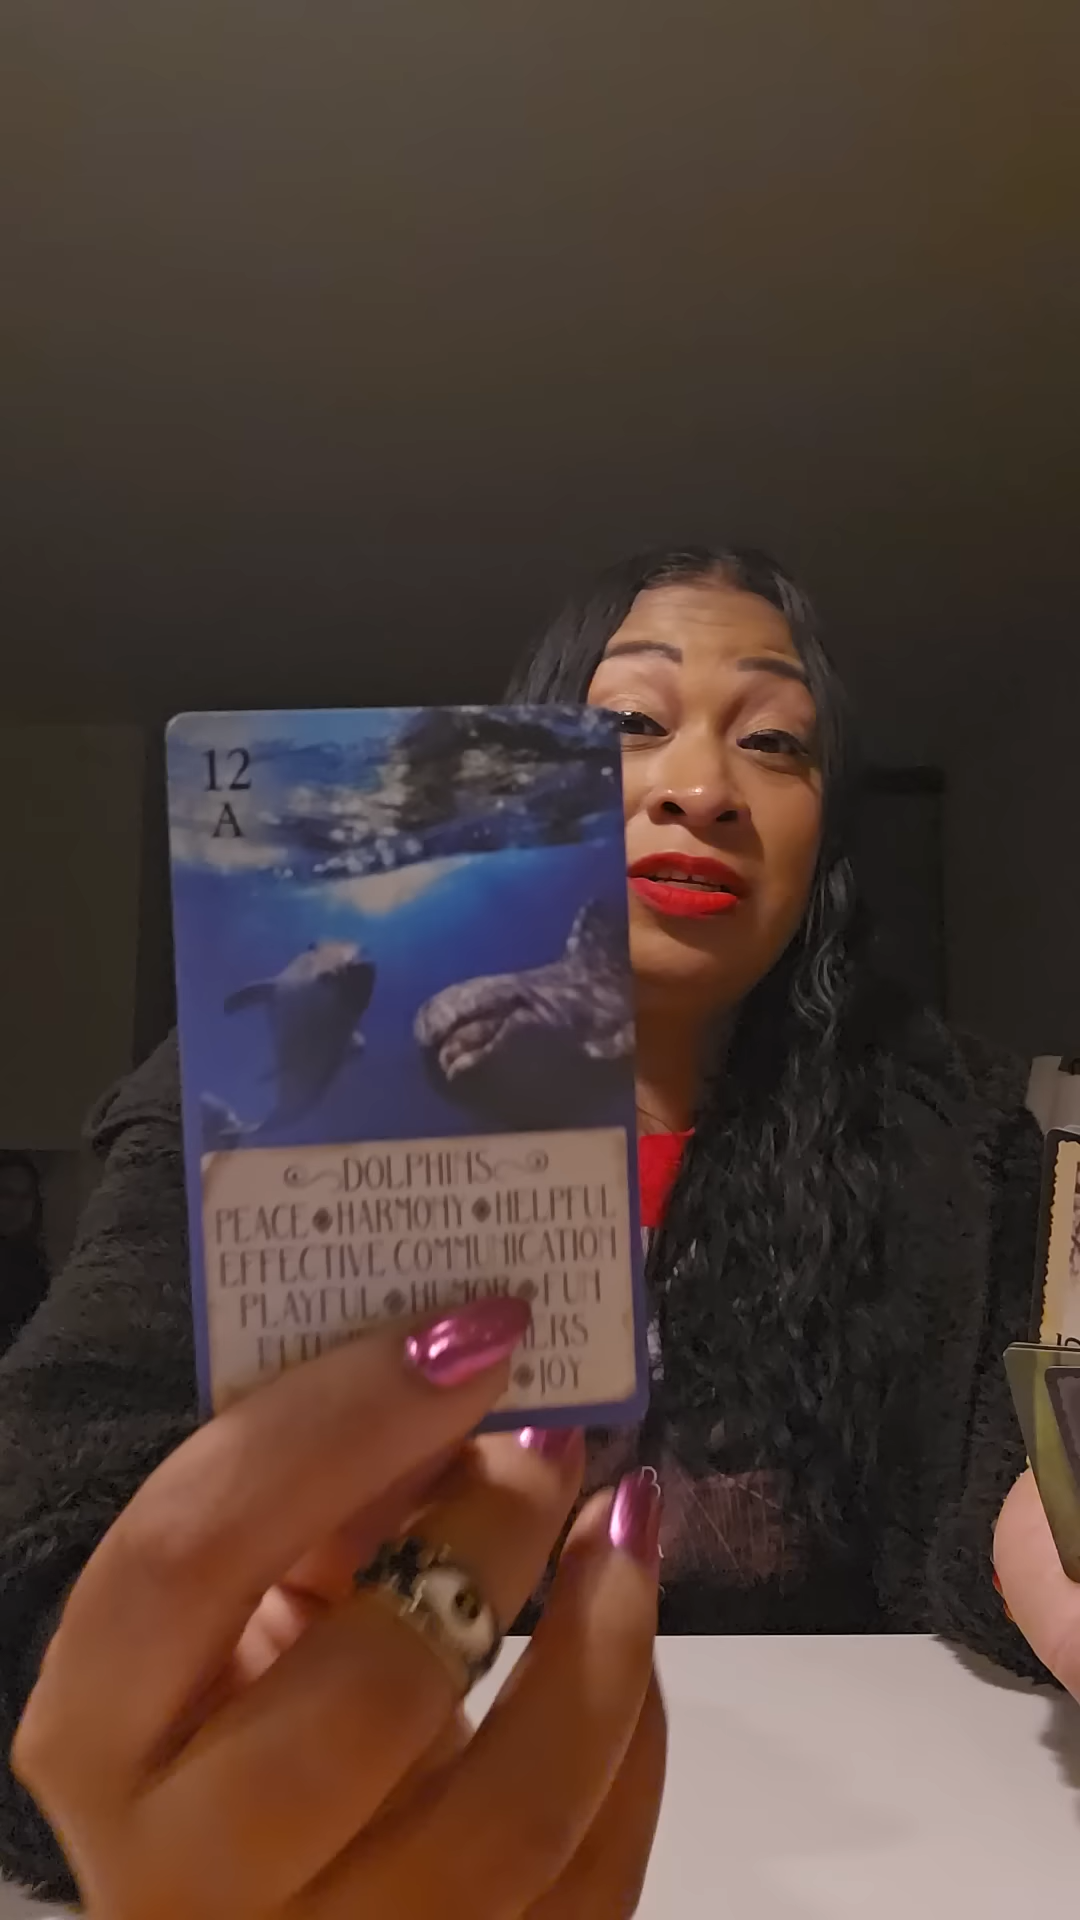 12
A
DOLPHINS
PEACE HARMONY HELPFUL
EFFECTIVE COMMUNICATION
PLAYFUL HUMOR FUN
JOY